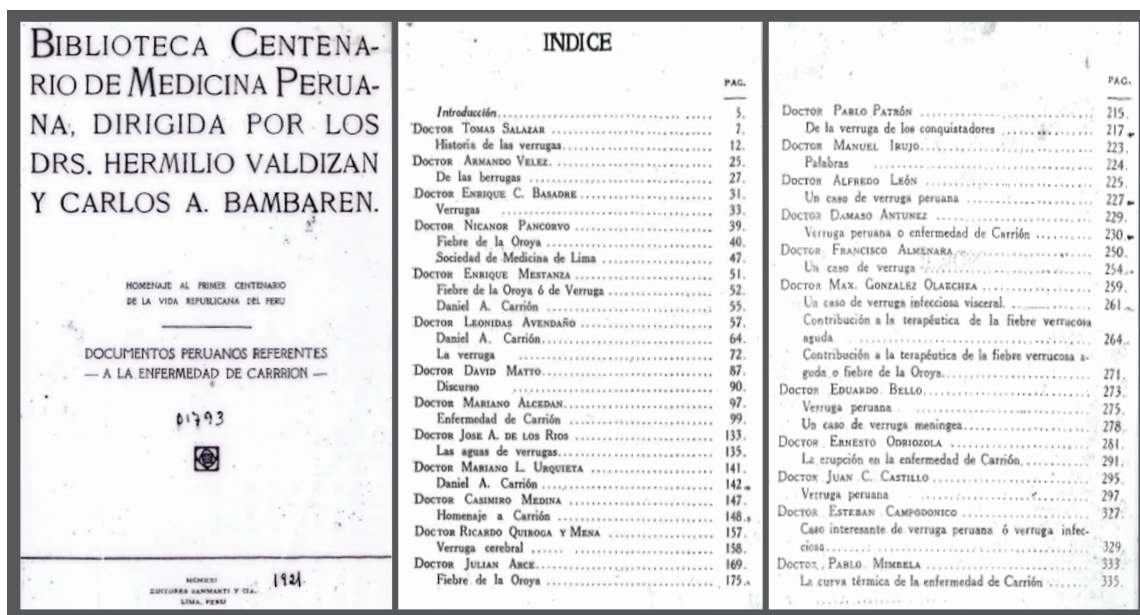 BIBLIOTECA CENTENA-
RIO DE MEDICINA PERUA-
NA, DIRIGIDA POR LOS
DRS. HERMILIO VALDIZAN
Y CARLOS A. BAMBAREN.
HOMENAJE AL PRIMER CENTENARIO
DE LA VIDA REPUBLICANA DEL PERU
DOCUMENTOS PERUANOS REFERENTES
— A LA ENFERMEDAD DE CARRRION —
01793
MCMXXI
1921.
EDITORES SANMARTI Y CIA.
LIMA, PERU
INDICE
PAG.
Introducción 5.
DOCTOR TOMAS SALAZAR 7.
Historia de las verrugas 12.
DOCTOR ARMANDO VELEZ. 25.
De las berrugas 27.
DOCTOR ENRIQUE C. BASADRE 31.
Verrugas 33.
DOCTOR NICANOR PANCORVO 39.
Fiebre de la Oroya 40.
Sociedad de Medicina de Lima 47.
DOCTOR ENRIQUE MESTANZA 51.
Fiebre de la Oroya ó de Verruga 52.
Daniel A. Carrión 55.
DOCTOR LEONIDAS AVENDAÑO 57.
Daniel A. Carrión 64.
La verruga 72.
DOCTOR DAVID MATTO 87.
Discurso 90.
DOCTOR MARIANO ALCEDAN 97.
Enfermedad de Carrión 99.
DOCTOR JOSE A. DE LOS RIOS 133.
Las aguas de verrugas 135.
DOCTOR MARIANO L. URQUIETA 141.
Daniel A. Carrión 142.
DOCTOR CASIMIRO MEDINA 147.
Homenaje a Carrión 148.
DOCTOR RICARDO QUIROGA Y MENA 157.
Verruga cerebral 158.
DOCTOR JULIAN ARCE 169.
Fiebre de la Oroya 175.
PAG.
DOCTOR PABLO PATRÓN 215.
De la verruga de los conquistadores 217
DOCTOR MANUEL IRUJO 223.
Palabras 224.
DOCTOR ALFREDO LEÓN 225.
Un caso de verruga peruana 227
DOCTOR DAMASO ANTUNEZ 229.
Verruga peruana o enfermedad de Carrión 230.
DOCTOR FRANCISCO ALMENARA 250.
Un caso de verruga 254.
DOCTOR MAX. GONZALEZ OLAECHEA 259.
Un caso de verruga infecciosa visceral. 261
Contribución a la terapéutica de la fiebre verrucosa
aguda 264.
Contribución a la terapéutica de la fiebre verrucosa a-
guda o fiebre de la Oroya 271.
DOCTOR EDUARDO BELLO 273.
Verruga peruana 275.
Un caso de verruga meningea 278.
DOCTOR ERNESTO ODRIOZOLA 281.
La erupción en la enfermedad de Carrión 291.
DOCTOR JUAN C. CASTILLO 295.
Verruga peruana 297.
DOCTOR ESTEBAN CAMPODONICO 327.
Caso interesante de verruga peruana ó verruga infec-
ciosa 329.
DOCTOR PABLO MIMBELA 333.
La curva térmica de la enfermedad de Carrión 335.